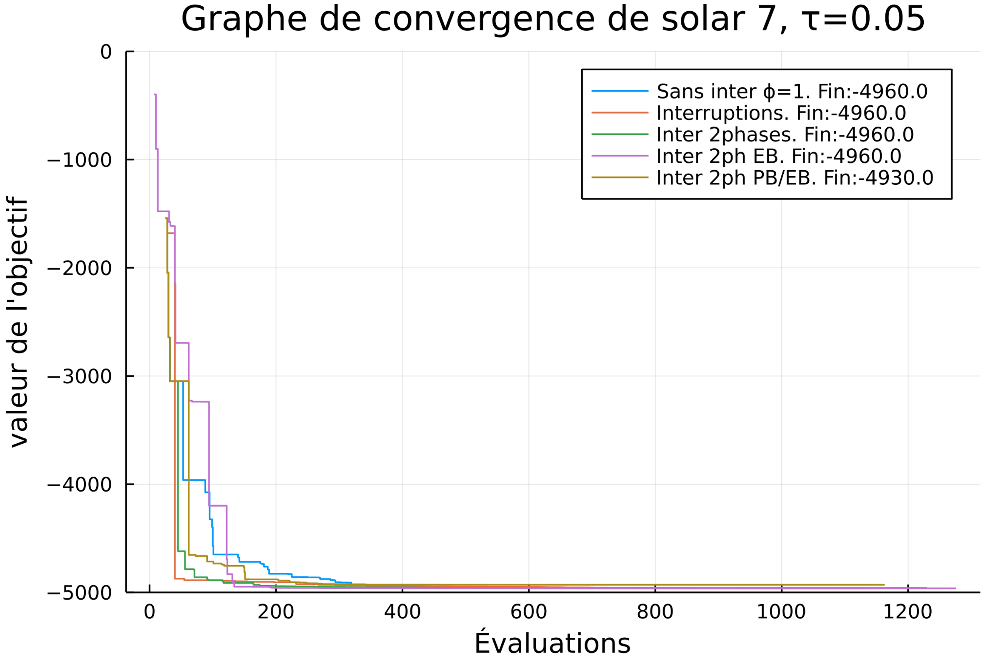 Graphe de convergence de solar 7, τ=0.05
valeur de l'objectif
0
−1000
−2000
−3000
−4000
−5000
Sans inter ϕ=1. Fin:-4960.0
Interruptions. Fin:-4960.0
Inter 2phases. Fin:-4960.0
Inter 2ph EB. Fin:-4960.0
Inter 2ph PB/EB. Fin:-4930.0
0 200 400 600 800 1000 1200
Évaluations